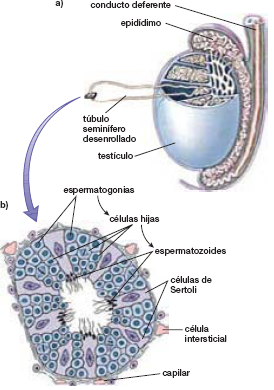 a)
conducto deferente
epidídimo
túbulo
seminífero
desenrollado
testículo
b)
espermatogonias
células hijas
espermatozoides
células de
Sertoli
célula
intersticial
capilar